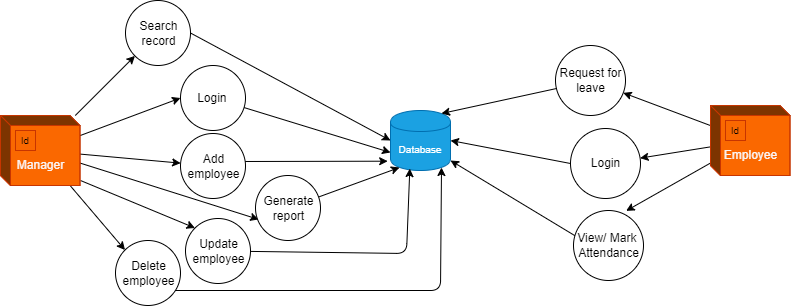 Search
record
Login
Id
Manager
Add
employee
Generate
report
Update
employee
Delete
employee
Database
Request for
leave
Login
View/ Mark
Attendance
Id
Employee